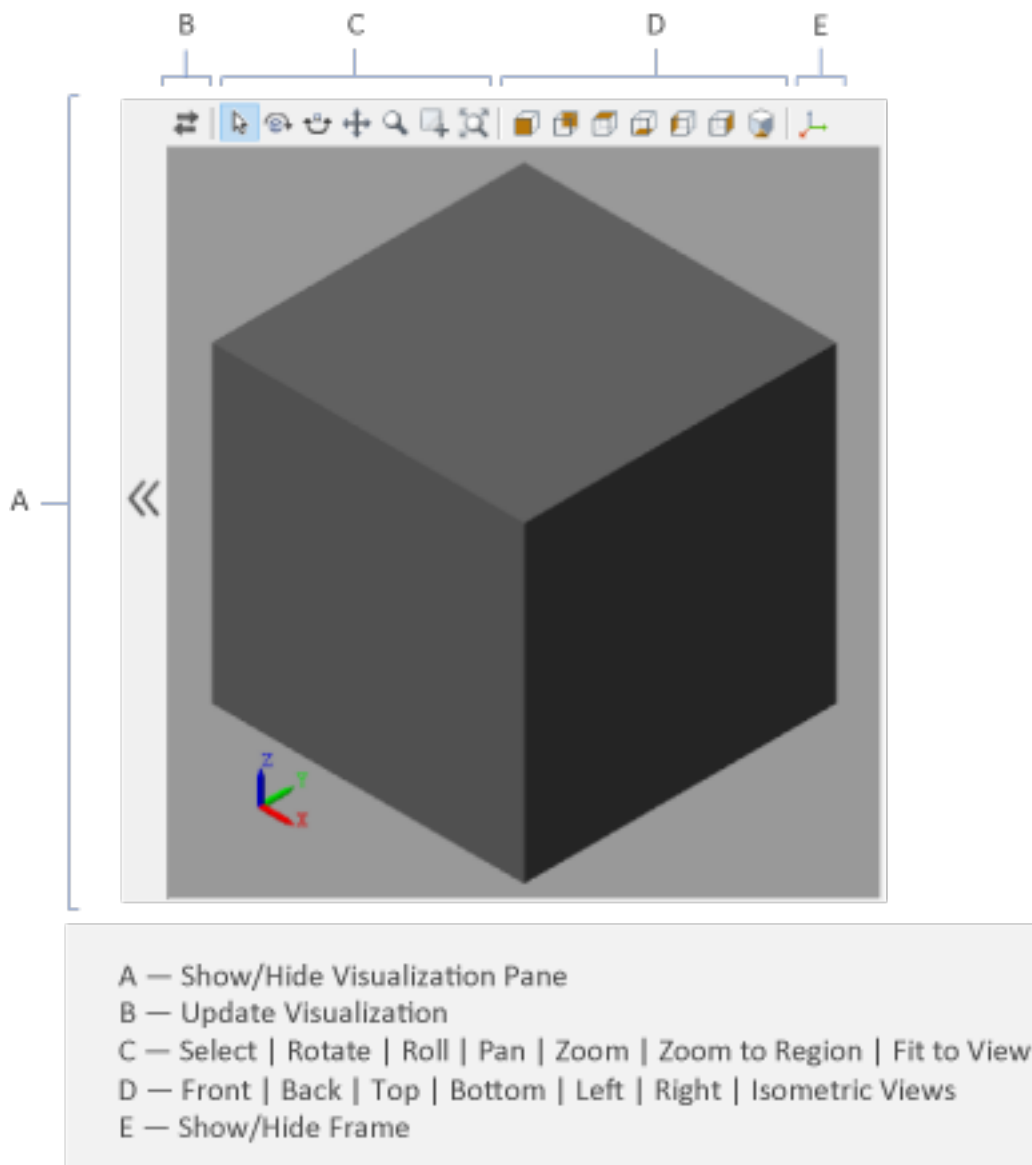 B C D E
A
Z
Y
X
A — Show/Hide Visualization Pane
B — Update Visualization
C — Select | Rotate | Roll | Pan | Zoom | Zoom to Region | Fit to View
D — Front | Back | Top | Bottom | Left | Right | Isometric Views
E — Show/Hide Frame